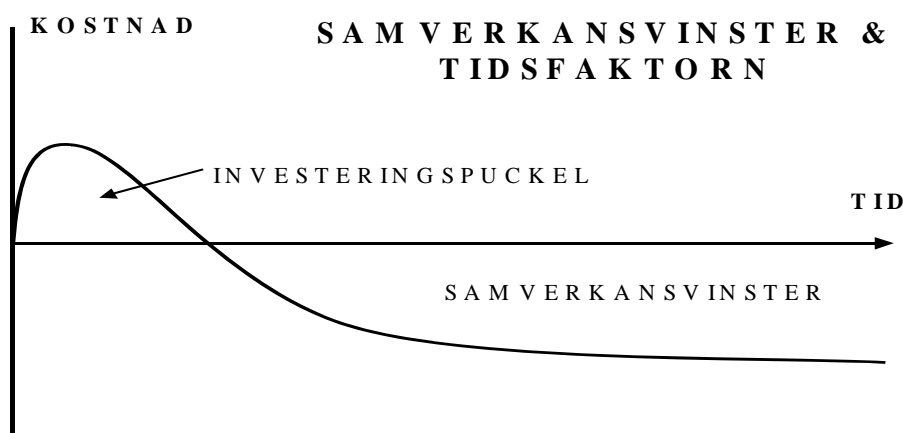 KOSTNAD
SAMVERKANSVINSTER &
TIDSFAKTORN
INVESTERINGSPUCKEL
TID
SAMVERKANSVINSTER